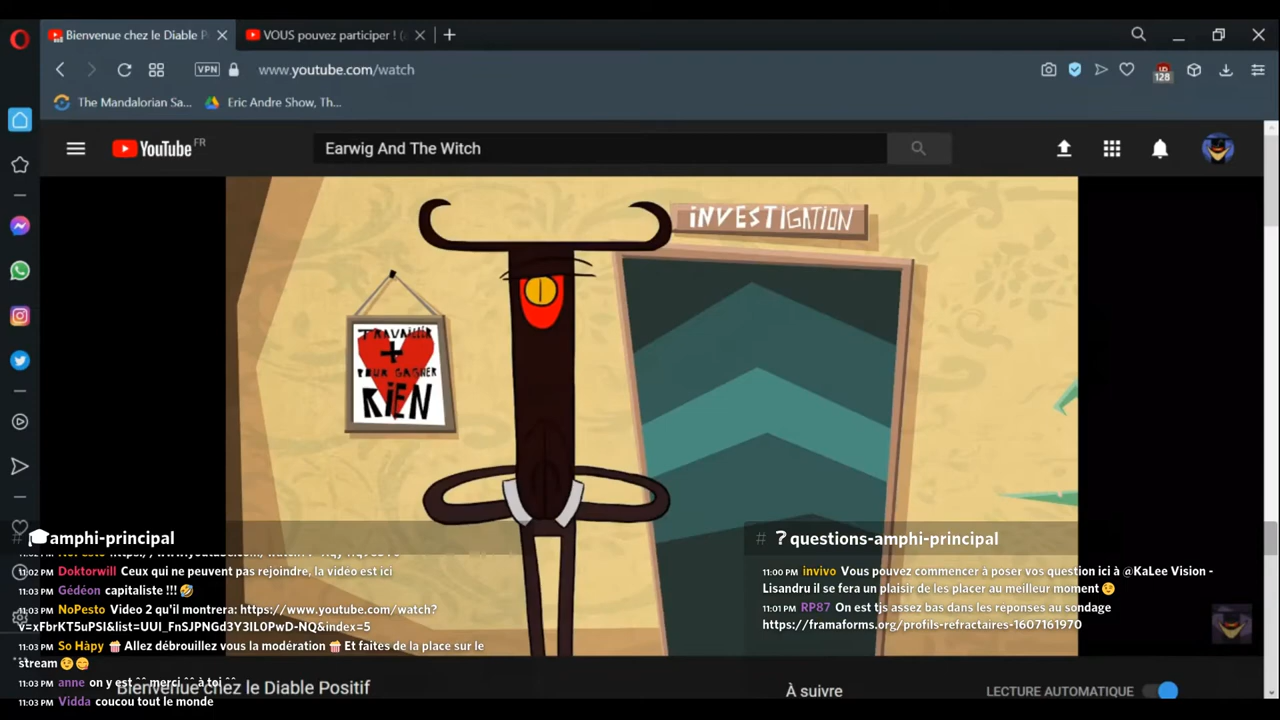 Bienvenue chez le Diable P
VOUS pouvez participer ! (
VPN
www.youtube.com/watch
128
The Mandalorian Sa...
Eric Andre Show, Th...
YouTube FR
Earwig And The Witch
INVESTIGATION
TRAVAILLER
+
POUR GAGNER
RIEN
# 🎓amphi-principal
11:02 PM Doktorwill Ceux qui ne peuvent pas rejoindre, la vidéo est ici
11:03 PM Gédéon capitaliste !!! 🤣
11:03 PM NoPesto Video 2 qu'il montrera: https://www.youtube.com/watch?
v=xFbrKT5uPSI&list=UUI_FnSJPNGd3Y3IL0PwD-NQ&index=5
11:03 PM So Hàpy 🍿 Allez débrouillez vous la modération 🍿 Et faites de la place sur le
stream 😉😋
11:03 PM anne on y est ^^ merci ^^ à toi ^^
11:03 PM Vidda coucou tout le monde
Bienvenue chez le Diable Positif
# ❔questions-amphi-principal
11:00 PM invivo Vous pouvez commencer à poser vos question ici à @KaLee Vision -
Lisandru il se fera un plaisir de les placer au meilleur moment 😉
11:01 PM RP87 On est tjs assez bas dans les reponses au sondage
https://framaforms.org/profils-refractaires-1607161970
À suivre
LECTURE AUTOMATIQUE